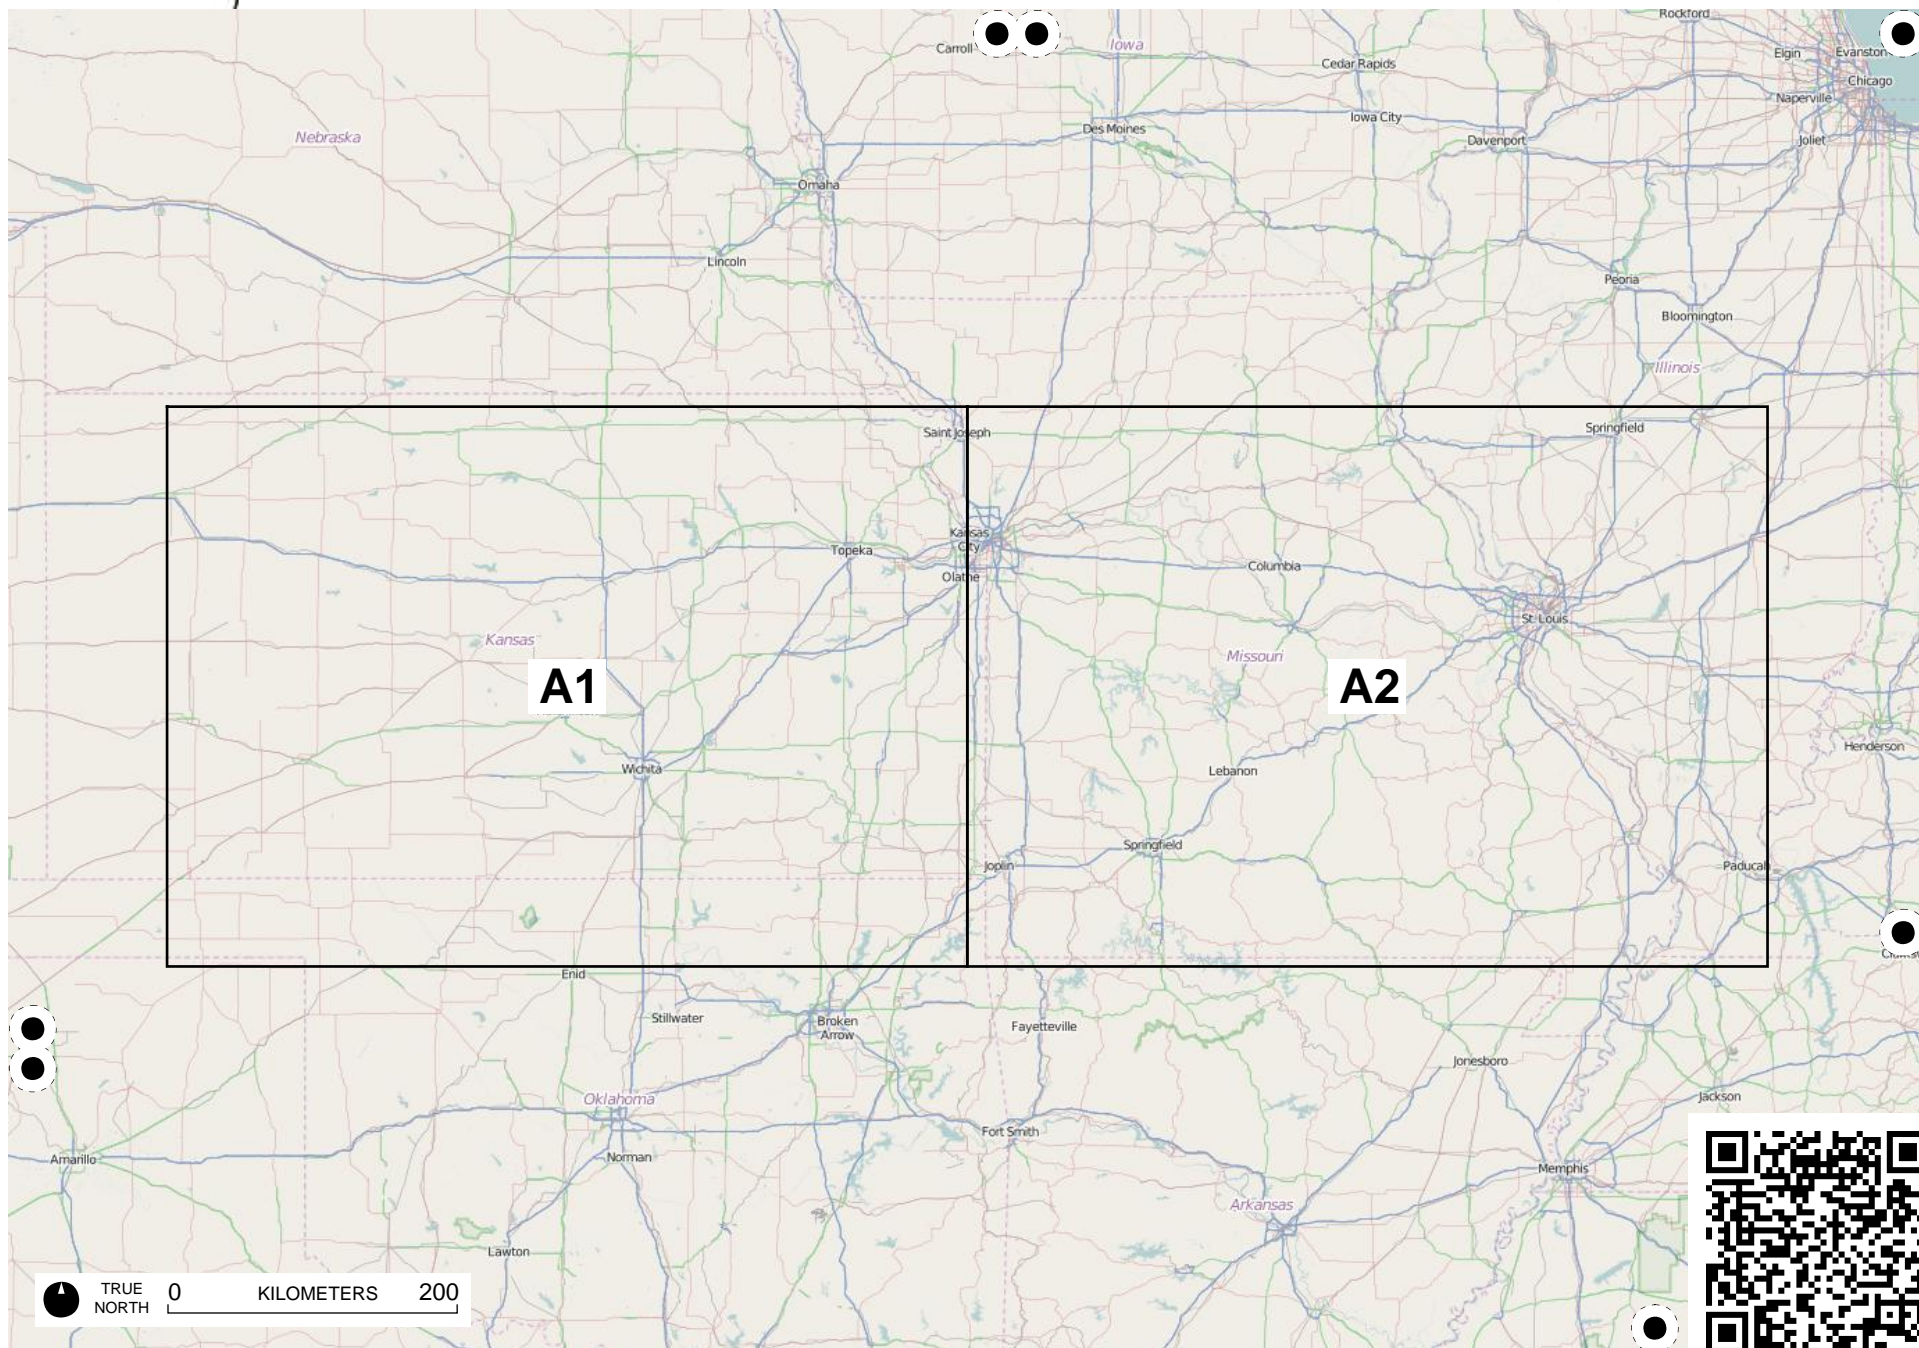 Rockford
Carroll
Iowa
Elgin
Evanston
Cedar Rapids
Chicago
Naperville
Iowa City
Des Moines
Nebraska
Davenport
Joliet
Omaha
Lincoln
Peoria
Bloomington
Illinois
Saint Joseph
Springfield
Kansas
City
Topeka
Columbia
Olathe
St. Louis
Kansas
Missouri
A1
A2
Henderson
Wichita
Lebanon
Springfield
Joplin
Paducah
Enid
Stillwater
Broken
Arrow
Fayetteville
Jonesboro
Oklahoma
Jackson
Fort Smith
Amarillo
Norman
Memphis
Arkansas
Lawton
TRUE
NORTH
0 KILOMETERS 200